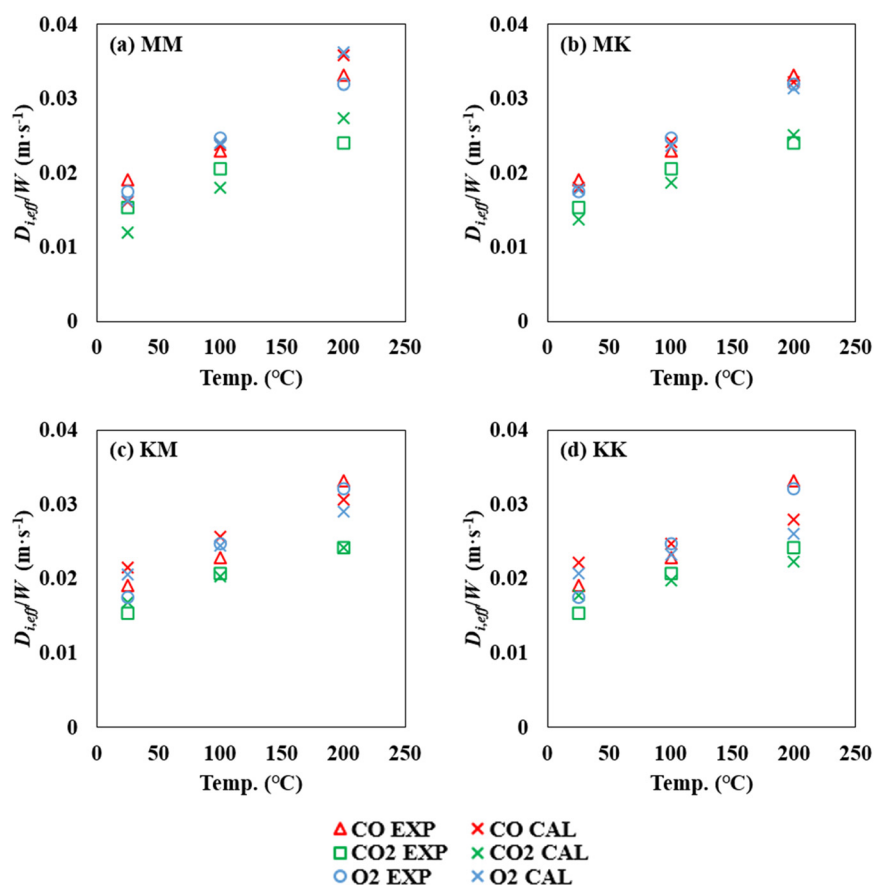 (a) MM
0.04
0.03
0.02
0.01
0
D_{i,eff}/W (m·s⁻¹)
0 50 100 150 200 250
Temp. (°C)
(b) MK
0.04
0.03
0.02
0.01
0
D_{i,eff}/W (m·s⁻¹)
0 50 100 150 200 250
Temp. (°C)
(c) KM
0.04
0.03
0.02
0.01
0
D_{i,eff}/W (m·s⁻¹)
0 50 100 150 200 250
Temp. (°C)
(d) KK
0.04
0.03
0.02
0.01
0
D_{i,eff}/W (m·s⁻¹)
0 50 100 150 200 250
Temp. (°C)
CO EXP CO CAL
CO2 EXP CO2 CAL
O2 EXP O2 CAL